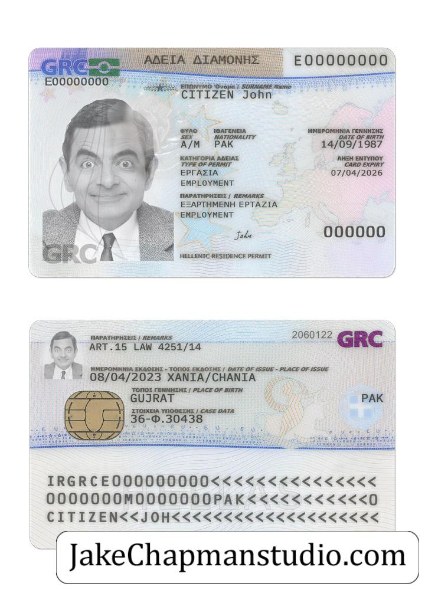 GRC ΑΔΕΙΑ ΔΙΑΜΟΝΗΣ E00000000
E00000000
ΕΠΩΝΥΜΟ Όνομα / SURNAME Name
CITIZEN John
ΦΥΛΟ ΙΘΑΓΕΝΕΙΑ ΗΜΕΡΟΜΗΝΙΑ ΓΕΝΝΗΣΗΣ
SEX NATIONALITY DATE OF BIRTH
A/M PAK 14/09/1987
ΚΑΤΗΓΟΡΙΑ ΑΔΕΙΑΣ ΛΗΞΗ ΕΝΤΥΠΟΥ
TYPE OF PERMIT CARD EXPIRY
ΕΡΓΑΣΙΑ 07/04/2026
EMPLOYMENT
ΠΑΡΑΤΗΡΗΣΕΙΣ / REMARKS
ΕΞΑΡΤΗΜΕΝΗ ΕΡΤΑΖΙΑ
EMPLOYMENT
John 000000
GRC HELLENIC RESIDENCE PERMIT
2060122 GRC
ΠΑΡΑΤΗΡΗΣΕΙΣ / REMARKS
ART.15 LAW 4251/14
ΗΜΕΡΟΜΗΝΙΑ ΕΚΔΟΣΗΣ - ΤΟΠΟΣ ΕΚΔΟΣΗΣ / DATE OF ISSUE - PLACE OF ISSUE
08/04/2023 ΧΑΝΙΑ/CHANIA
ΤΟΠΟΣ ΓΕΝΝΗΣΗΣ / PLACE OF BIRTH
GUJRAT PAK
ΣΤΟΙΧΕΙΑ ΥΠΟΘΕΣΗΣ / CASE DATA
36-Φ.30438
IRGRCE000000000<<<<<<<<<<<<<<<
0000000M0000000PAK<<<<<<<<<<<0
CITIZEN<<JOH<<<<<<<<<<<<<<<<<<
JakeChapmanstudio.com